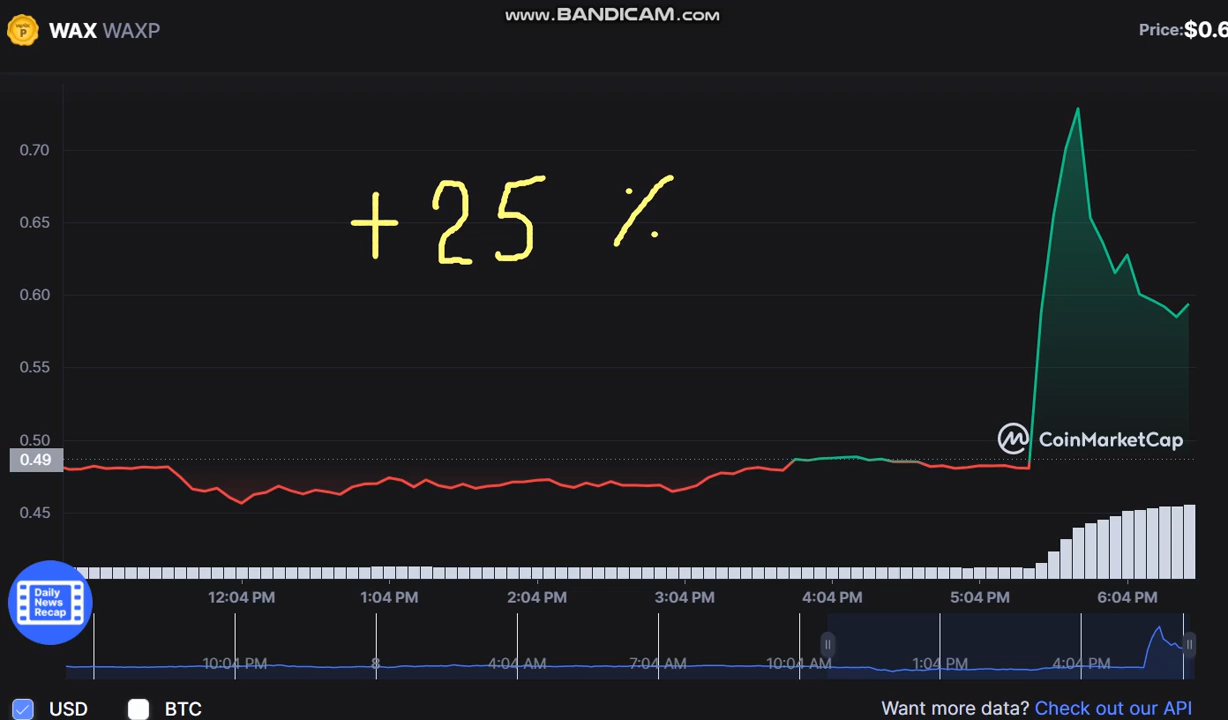 www.BANDICAM.com
WAX WAXP
Price:$0.6
0.70
0.65
0.60
0.55
0.50
0.49
0.45
+ 25 %
CoinMarketCap
Daily
News
Recap
12:04 PM 1:04 PM 2:04 PM 3:04 PM 4:04 PM 5:04 PM 6:04 PM
10:04 PM 8 4:04 AM 7:04 AM 10:04 AM 1:04 PM 4:04 PM
USD BTC
Want more data? Check out our API